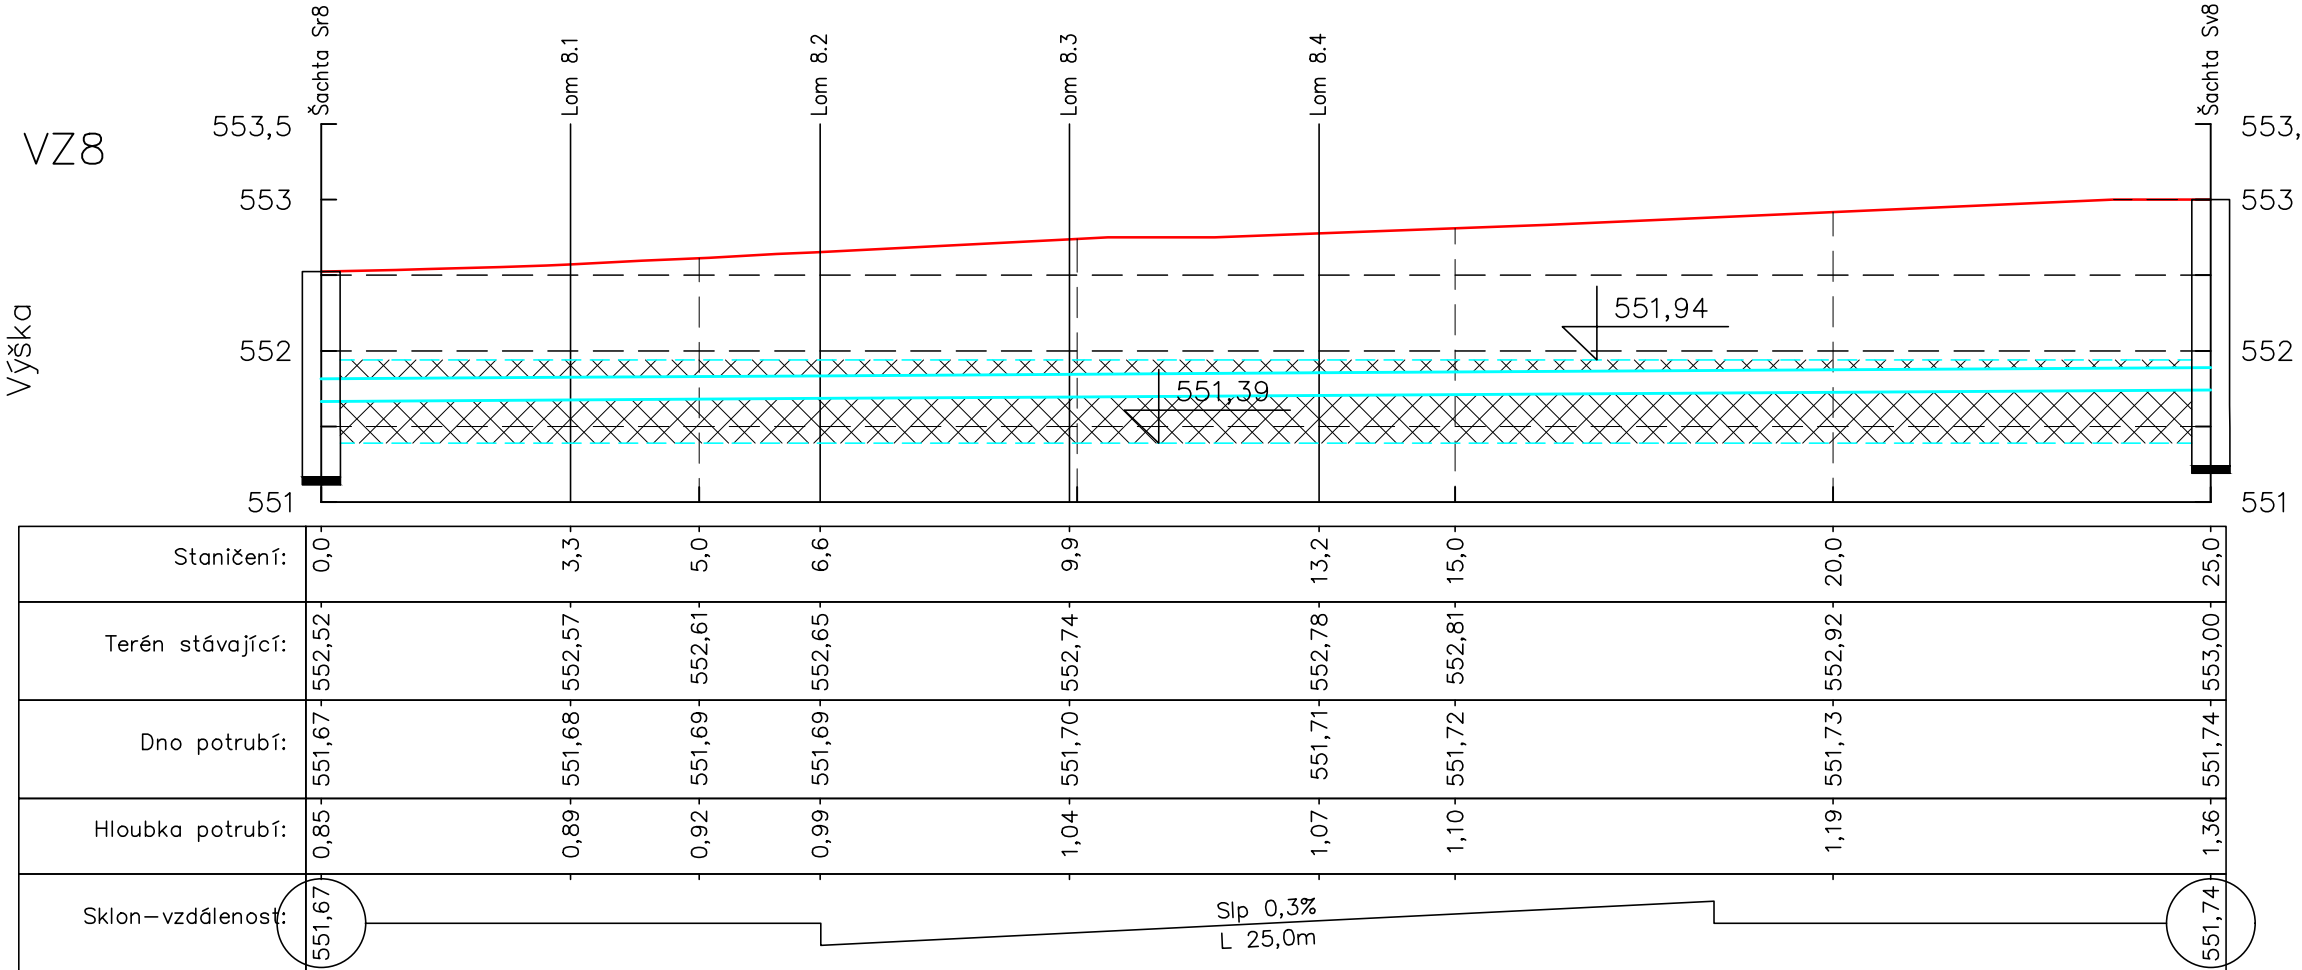 Šachta Sr8
Lom 8.1
Lom 8.2
Lom 8.3
Lom 8.4
Šachta Sv8
VZ8
553,5
553,
553
553
Výška
551,94
552
552
551,39
551
551
Staničení: 0,0 3,3 5,0 6,6 9,9 13,2 15,0 20,0 25,0
Terén stávající: 552,52 552,57 552,61 552,65 552,74 552,78 552,81 552,92 553,00
Dno potrubí: 551,67 551,68 551,69 551,69 551,70 551,71 551,72 551,73 551,74
Hloubka potrubí: 0,85 0,89 0,92 0,99 1,04 1,07 1,10 1,19 1,36
Sklon-vzdálenost: 551,67 Slp 0,3% 551,74
L 25,0m